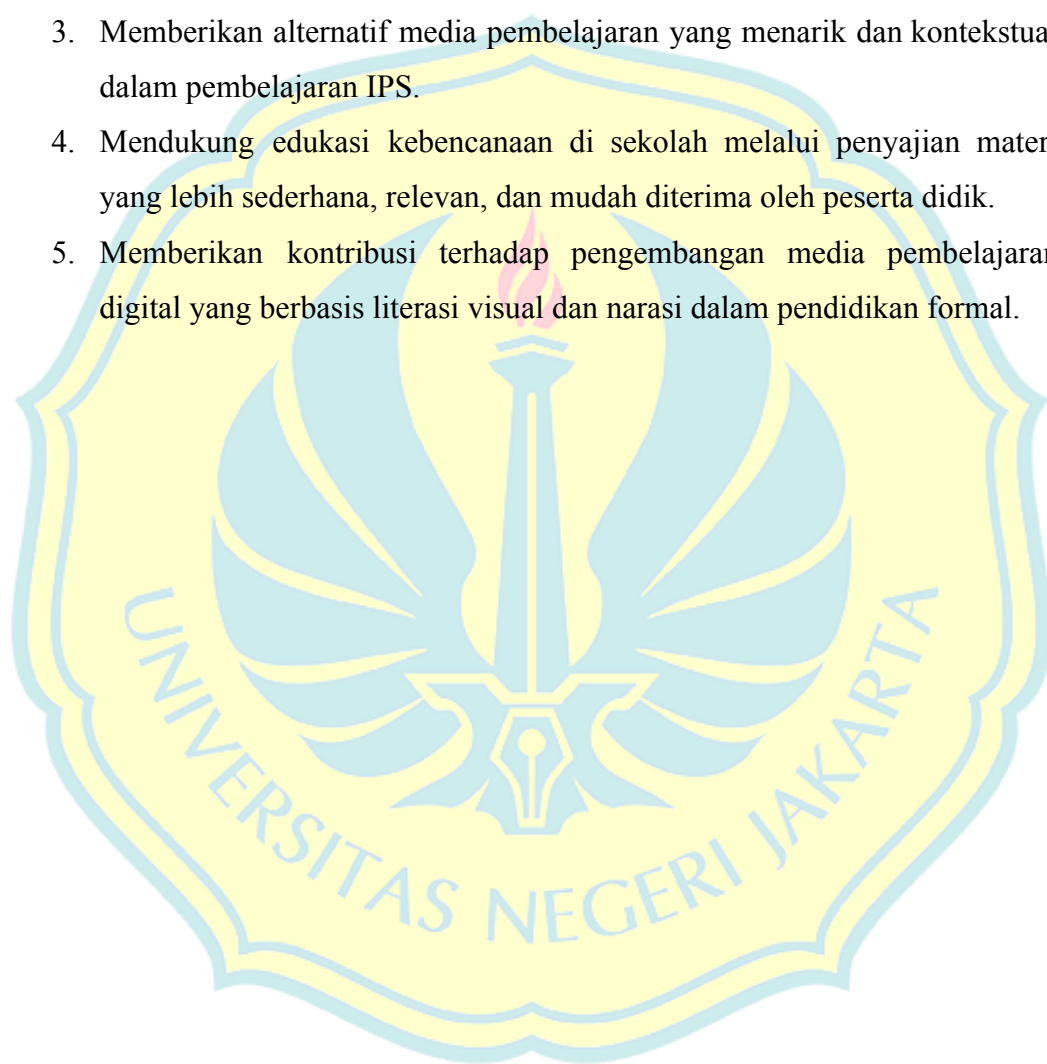 3. Memberikan alternatif media pembelajaran yang menarik dan kontekstua
dalam pembelajaran IPS.
4. Mendukung edukasi kebencanaan di sekolah melalui penyajian mater
yang lebih sederhana, relevan, dan mudah diterima oleh peserta didik.
5. Memberikan kontribusi terhadap pengembangan media pembelajaran
digital yang berbasis literasi visual dan narasi dalam pendidikan formal.
UNIVERSITAS NEGERI JAKARTA